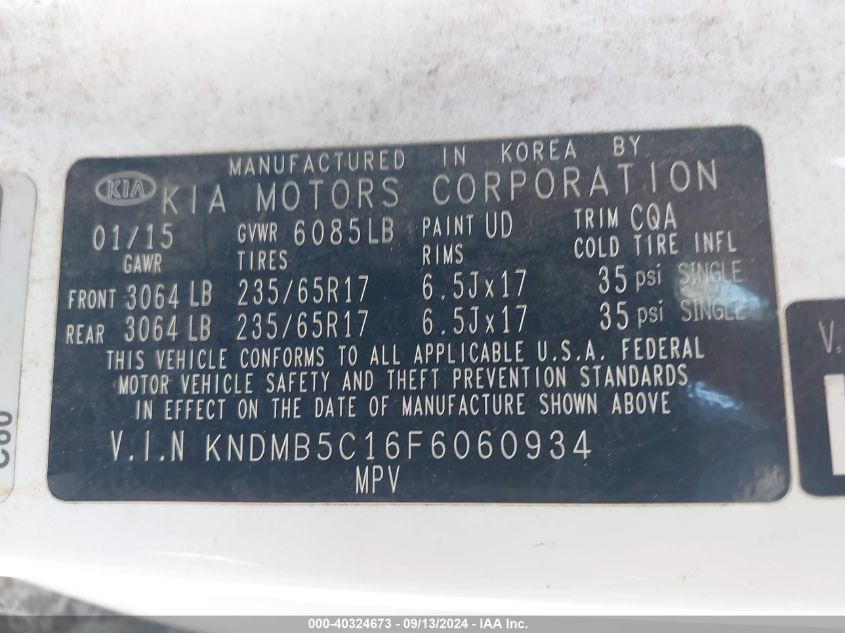 MANUFACTURED IN KOREA BY
KIA KIA MOTORS CORPORATION
01/15 GVWR 6085LB PAINT UD TRIM CQA
GAWR TIRES RIMS COLD TIRE INFL
FRONT 3064 LB 235/65R17 6.5Jx17 35 psi SINGLE
REAR 3064 LB 235/65R17 6.5Jx17 35 psi SINGLE
THIS VEHICLE CONFORMS TO ALL APPLICABLE U.S.A. FEDERAL
MOTOR VEHICLE SAFETY AND THEFT PREVENTION STANDARDS
IN EFFECT ON THE DATE OF MANUFACTURE SHOWN ABOVE
V.I.N KNDMB5C16F6060934
MPV
V.
000-40324673 - 09/13/2024 - IAA Inc.